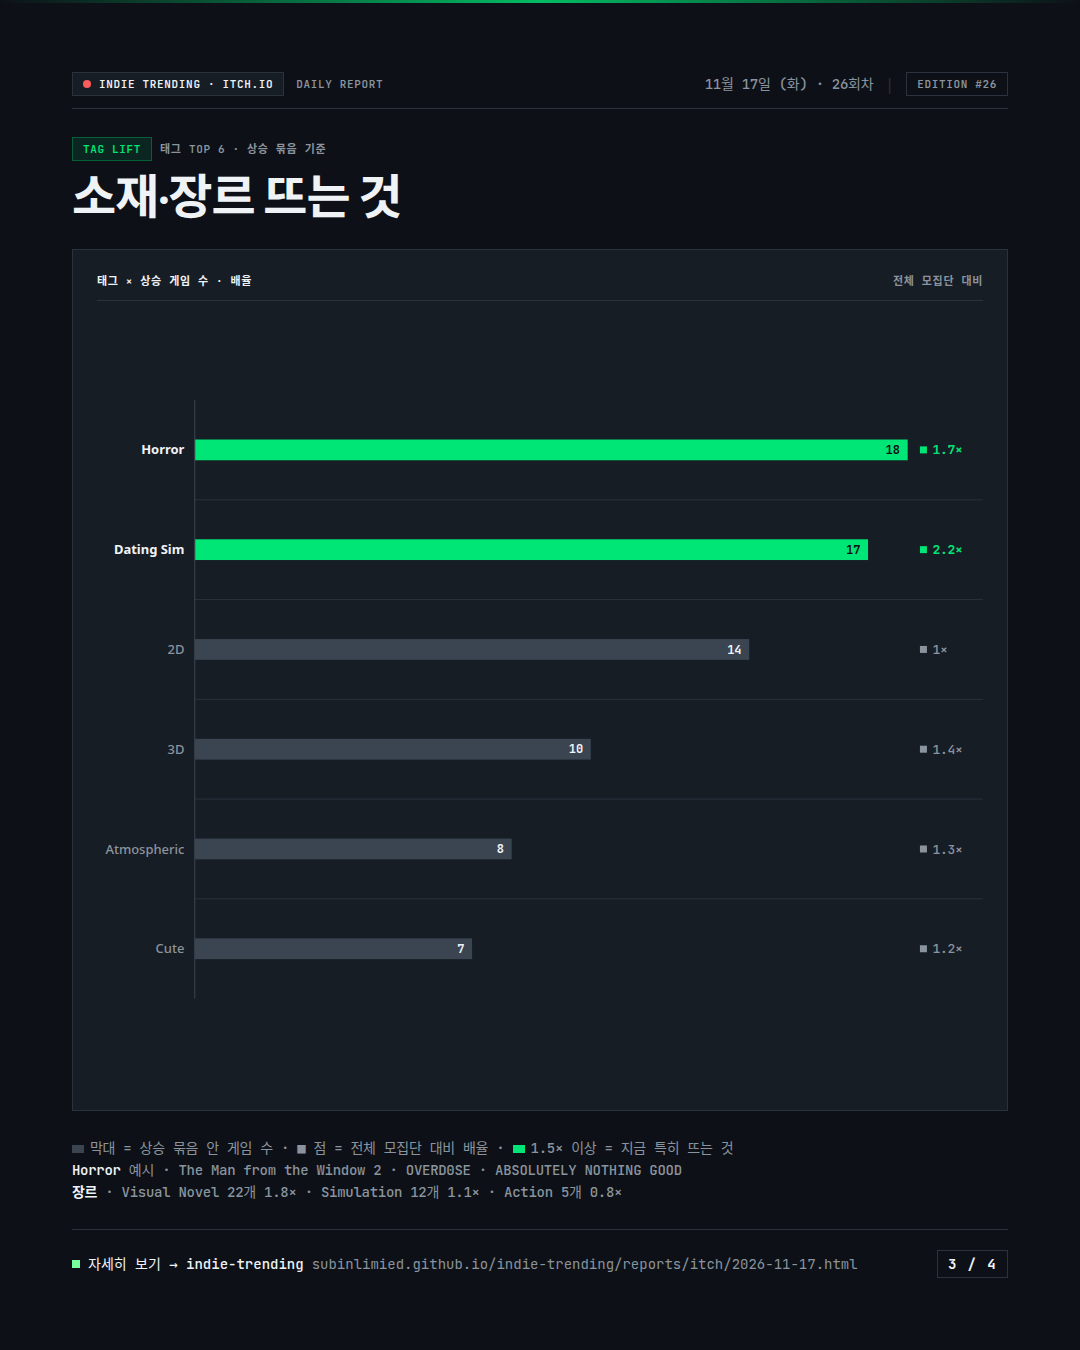 INDIE TRENDING · ITCH.IO DAILY REPORT 11월 17일 (화) · 26회차 EDITION #26
TAG LIFT 태그 TOP 6 · 상승 묶음 기준
소재·장르 뜨는 것
태그 × 상승 게임 수 · 배율 전체 모집단 대비
Horror 18 1.7×
Dating Sim 17 2.2×
2D 14 1×
3D 10 1.4×
Atmospheric 8 1.3×
Cute 7 1.2×
막대 = 상승 묶음 안 게임 수 · 점 = 전체 모집단 대비 배율 · 1.5× 이상 = 지금 특히 뜨는 것
Horror 예시 · The Man from the Window 2 · OVERDOSE · ABSOLUTELY NOTHING GOOD
장르 · Visual Novel 22개 1.8× · Simulation 12개 1.1× · Action 5개 0.8×
자세히 보기 → indie-trending subinlimied.github.io/indie-trending/reports/itch/2026-11-17.html 3 / 4